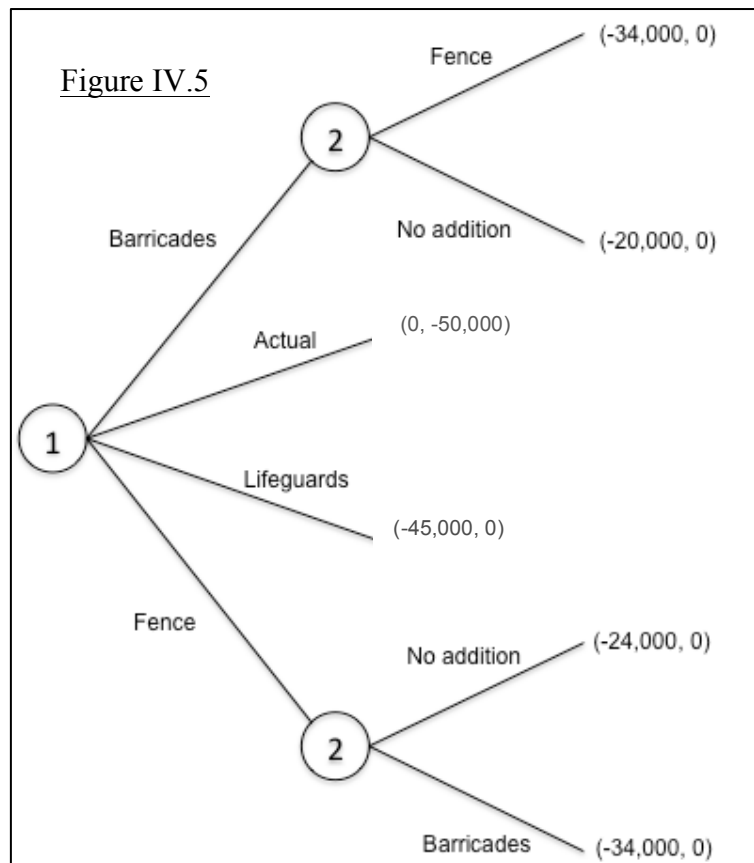 Figure IV.5
Fence
(-34,000, 0)
2
No addition
(-20,000, 0)
Barricades
Actual
(0, -50,000)
1
Lifeguards
(-45,000, 0)
Fence
No addition
(-24,000, 0)
2
Barricades
(-34,000, 0)